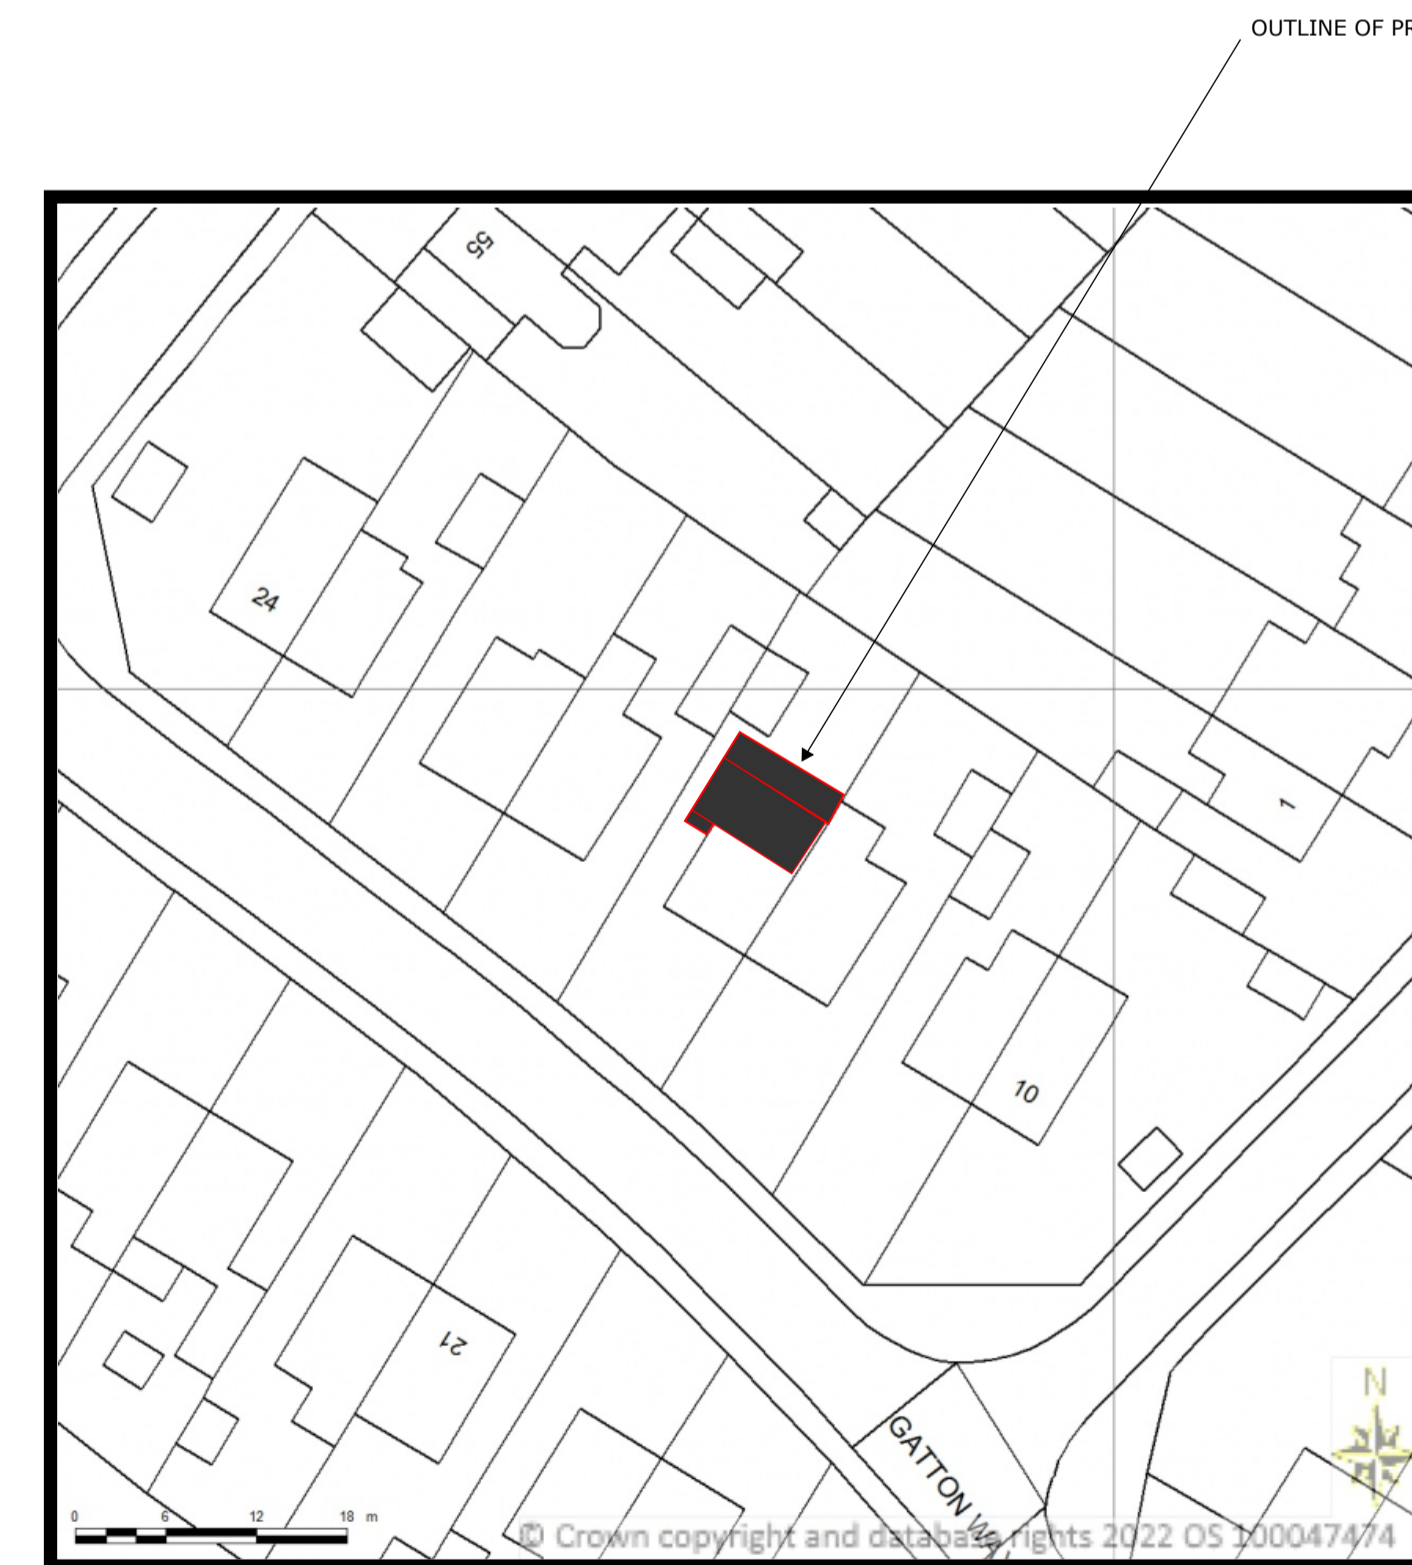 OUTLINE OF PR
55
24
1
10
21
N
GATTON WAY
0 6 12 18 m
© Crown copyright and database rights 2022 OS 100047474